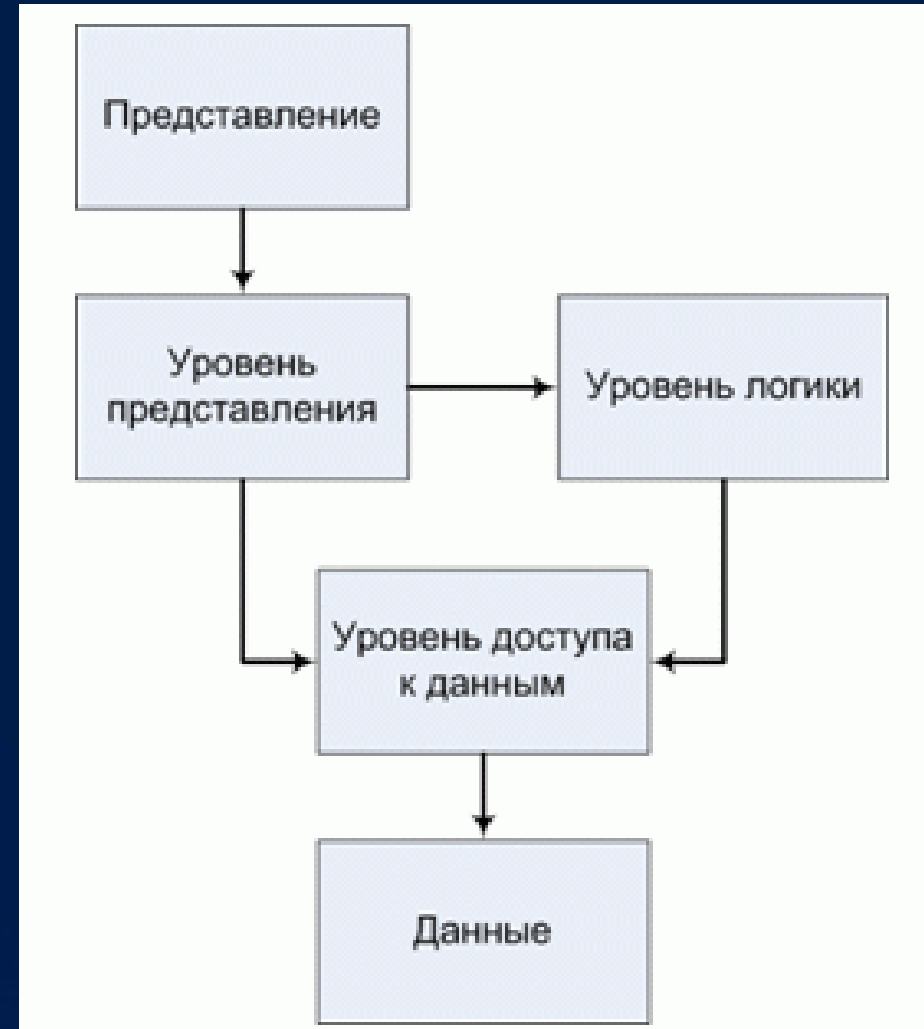 Представление
Уровень
представления
Уровень логики
Уровень доступа
к данным
Данные